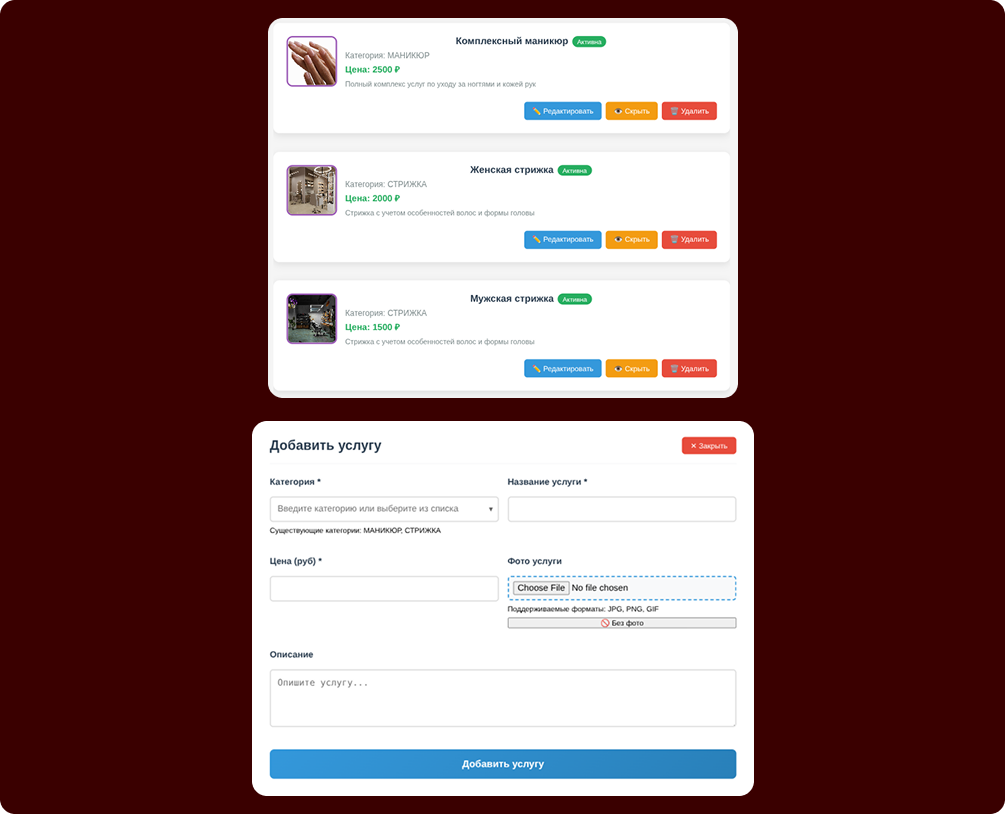 Комплексный маникюр Активна
Категория: МАНИКЮР
Цена: 2500 ₽
Полный комплекс услуг по уходу за ногтями и кожей рук
✏️ Редактировать 👁️ Скрыть 🗑️ Удалить
Женская стрижка Активна
Категория: СТРИЖКА
Цена: 2000 ₽
Стрижка с учетом особенностей волос и формы головы
✏️ Редактировать 👁️ Скрыть 🗑️ Удалить
Мужская стрижка Активна
Категория: СТРИЖКА
Цена: 1500 ₽
Стрижка с учетом особенностей волос и формы головы
✏️ Редактировать 👁️ Скрыть 🗑️ Удалить
Добавить услугу ✕ Закрыть
Категория * Название услуги *
Введите категорию или выберите из списка
Существующие категории: МАНИКЮР, СТРИЖКА
Цена (руб) * Фото услуги
Choose File No file chosen
Поддерживаемые форматы: JPG, PNG, GIF
🚫 Без фото
Описание
Опишите услугу...
Добавить услугу